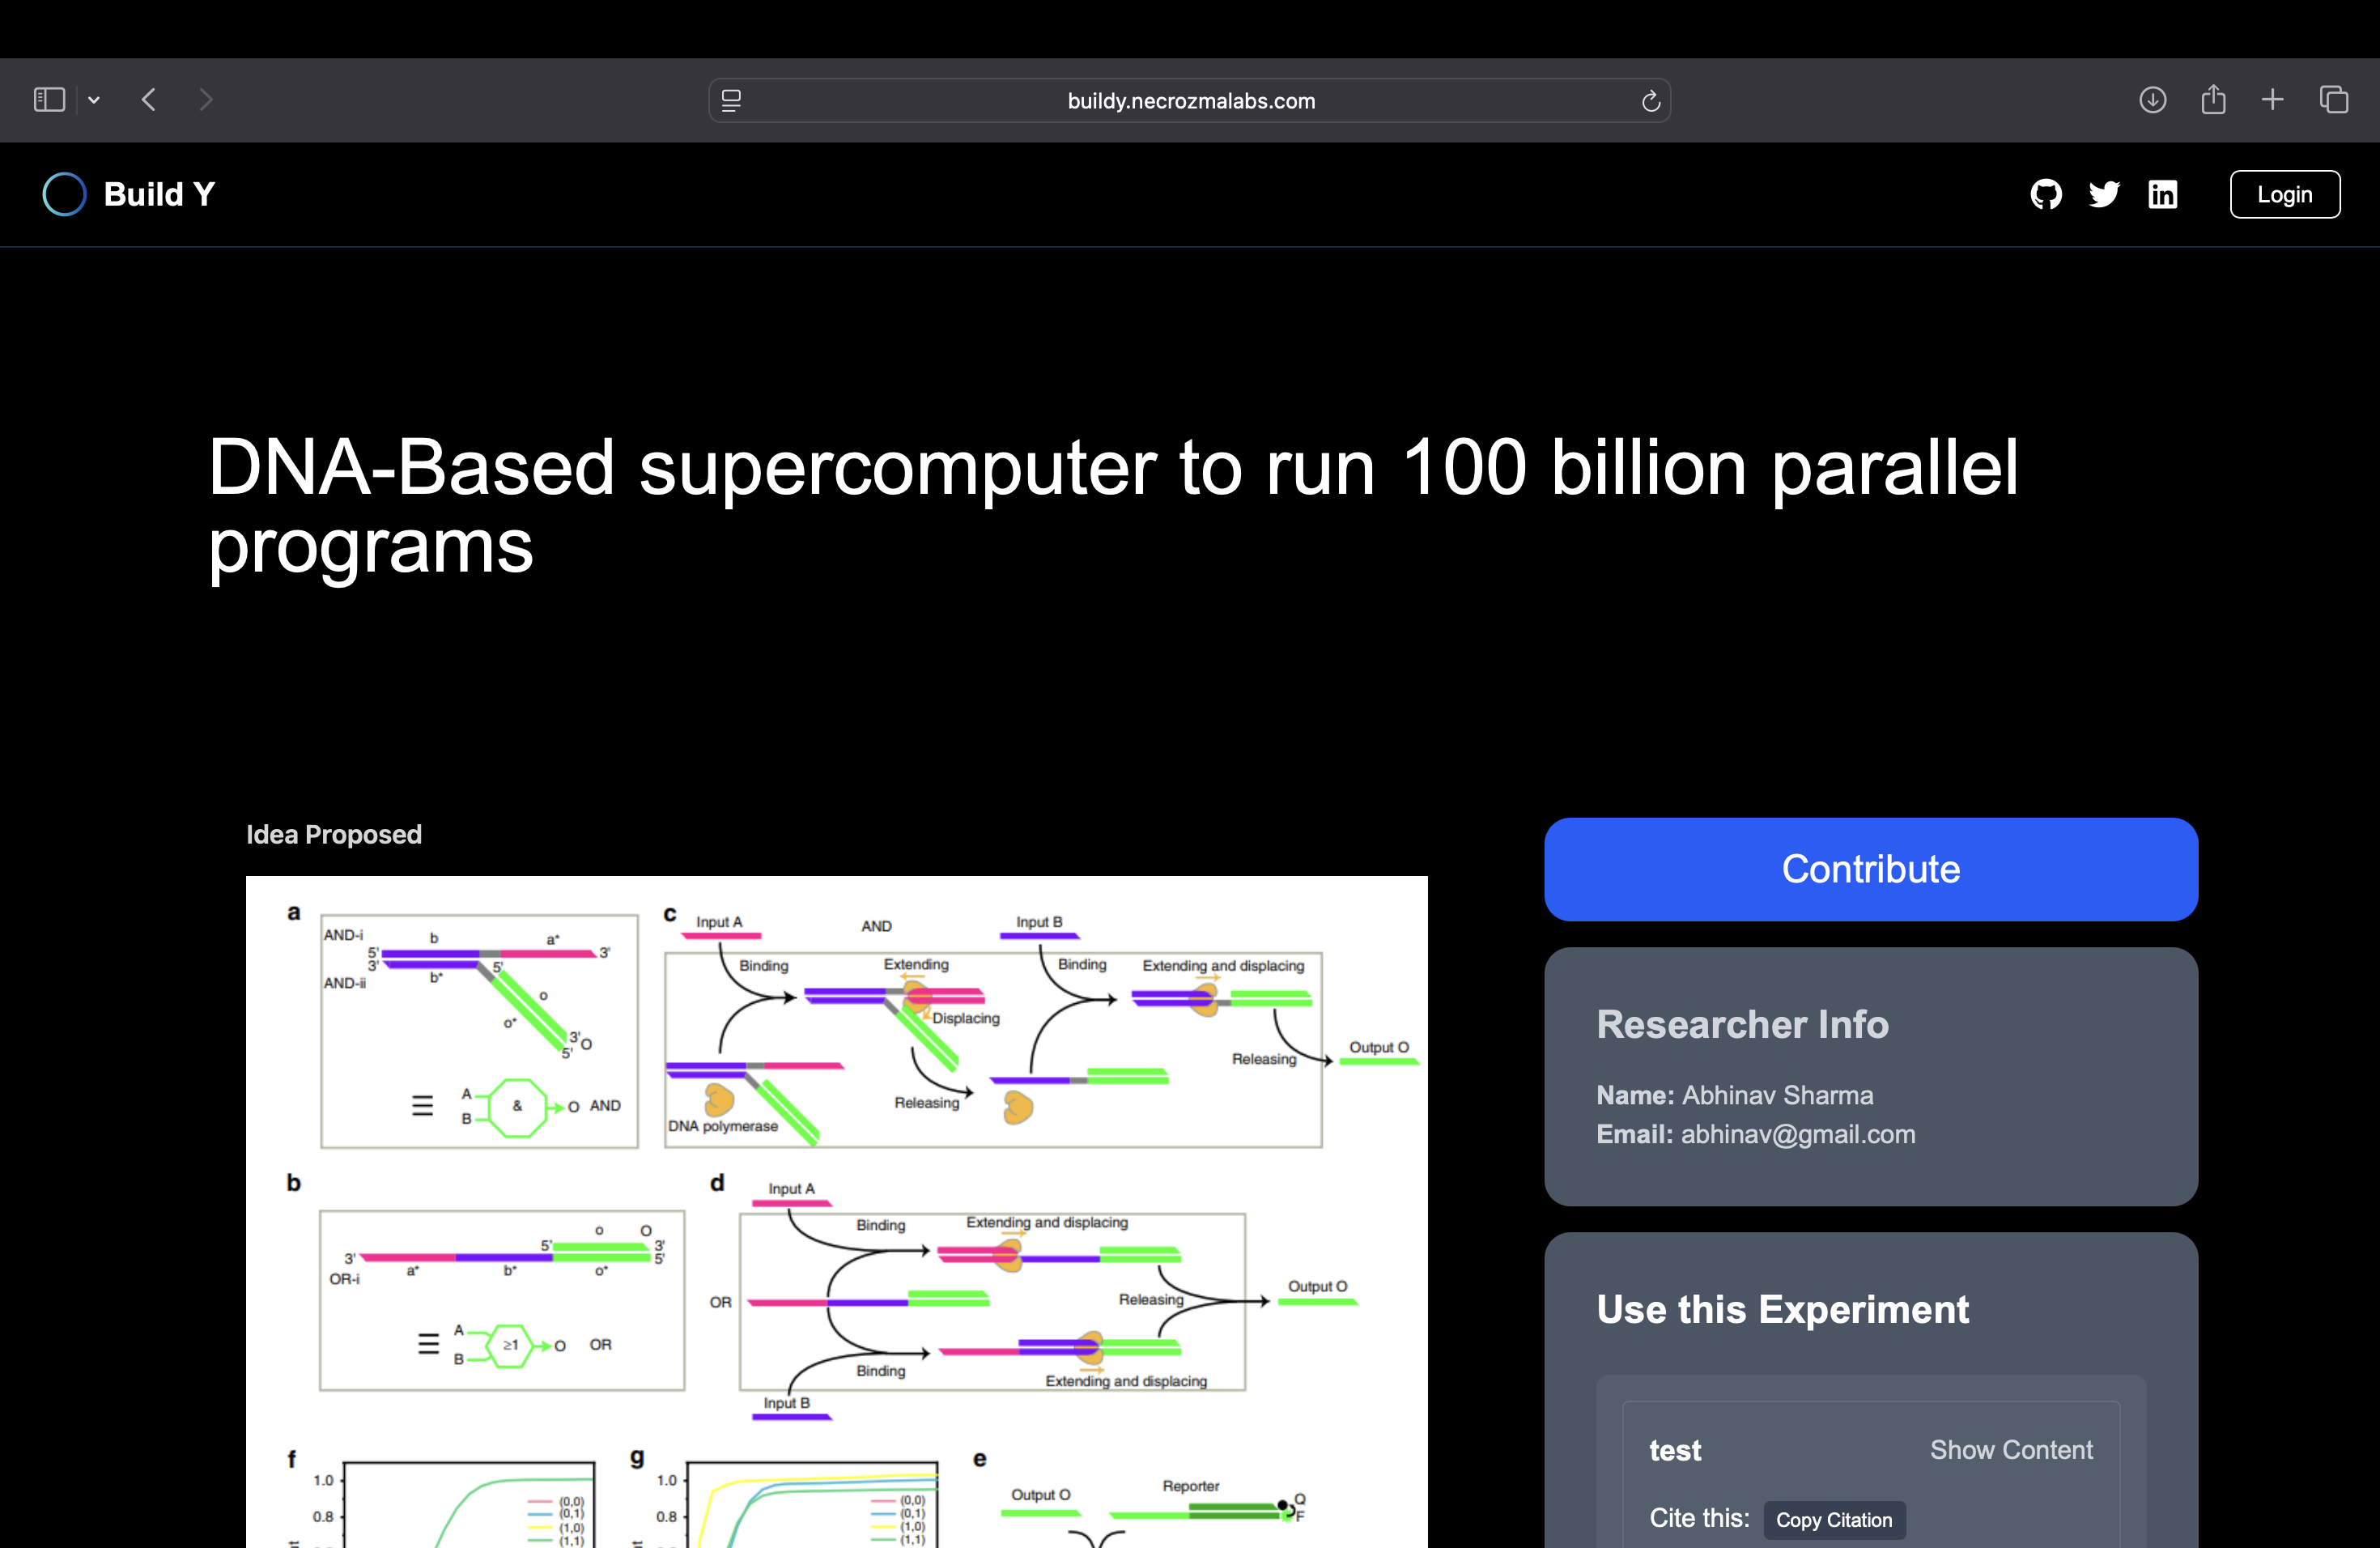 buildy.necrozmalabs.com
Build Y
Login
DNA-Based supercomputer to run 100 billion parallel
programs
Idea Proposed
a
AND-i
b
a*
5'
3'
3'
5'
b*
AND-ii
o
o*
3'
O
5'
A
B
&
O
AND
c
Input A
AND
Input B
Binding
Extending
Binding
Extending and displacing
Displacing
Releasing
Output O
Releasing
DNA polymerase
b
o
O
5'
3'
3'
5'
OR-i
a*
b*
o*
A
B
≥1
O
OR
d
Input A
Binding
Extending and displacing
OR
Releasing
Output O
Binding
Extending and displacing
Input B
f
1.0
0.8
(0,0)
(0,1)
(1,0)
(1,1)
g
1.0
0.8
(0,0)
(0,1)
(1,0)
(1,1)
e
Output O
Reporter
Q
F
Contribute
Researcher Info
Name: Abhinav Sharma
Email: abhinav@gmail.com
Use this Experiment
test
Show Content
Cite this:
Copy Citation